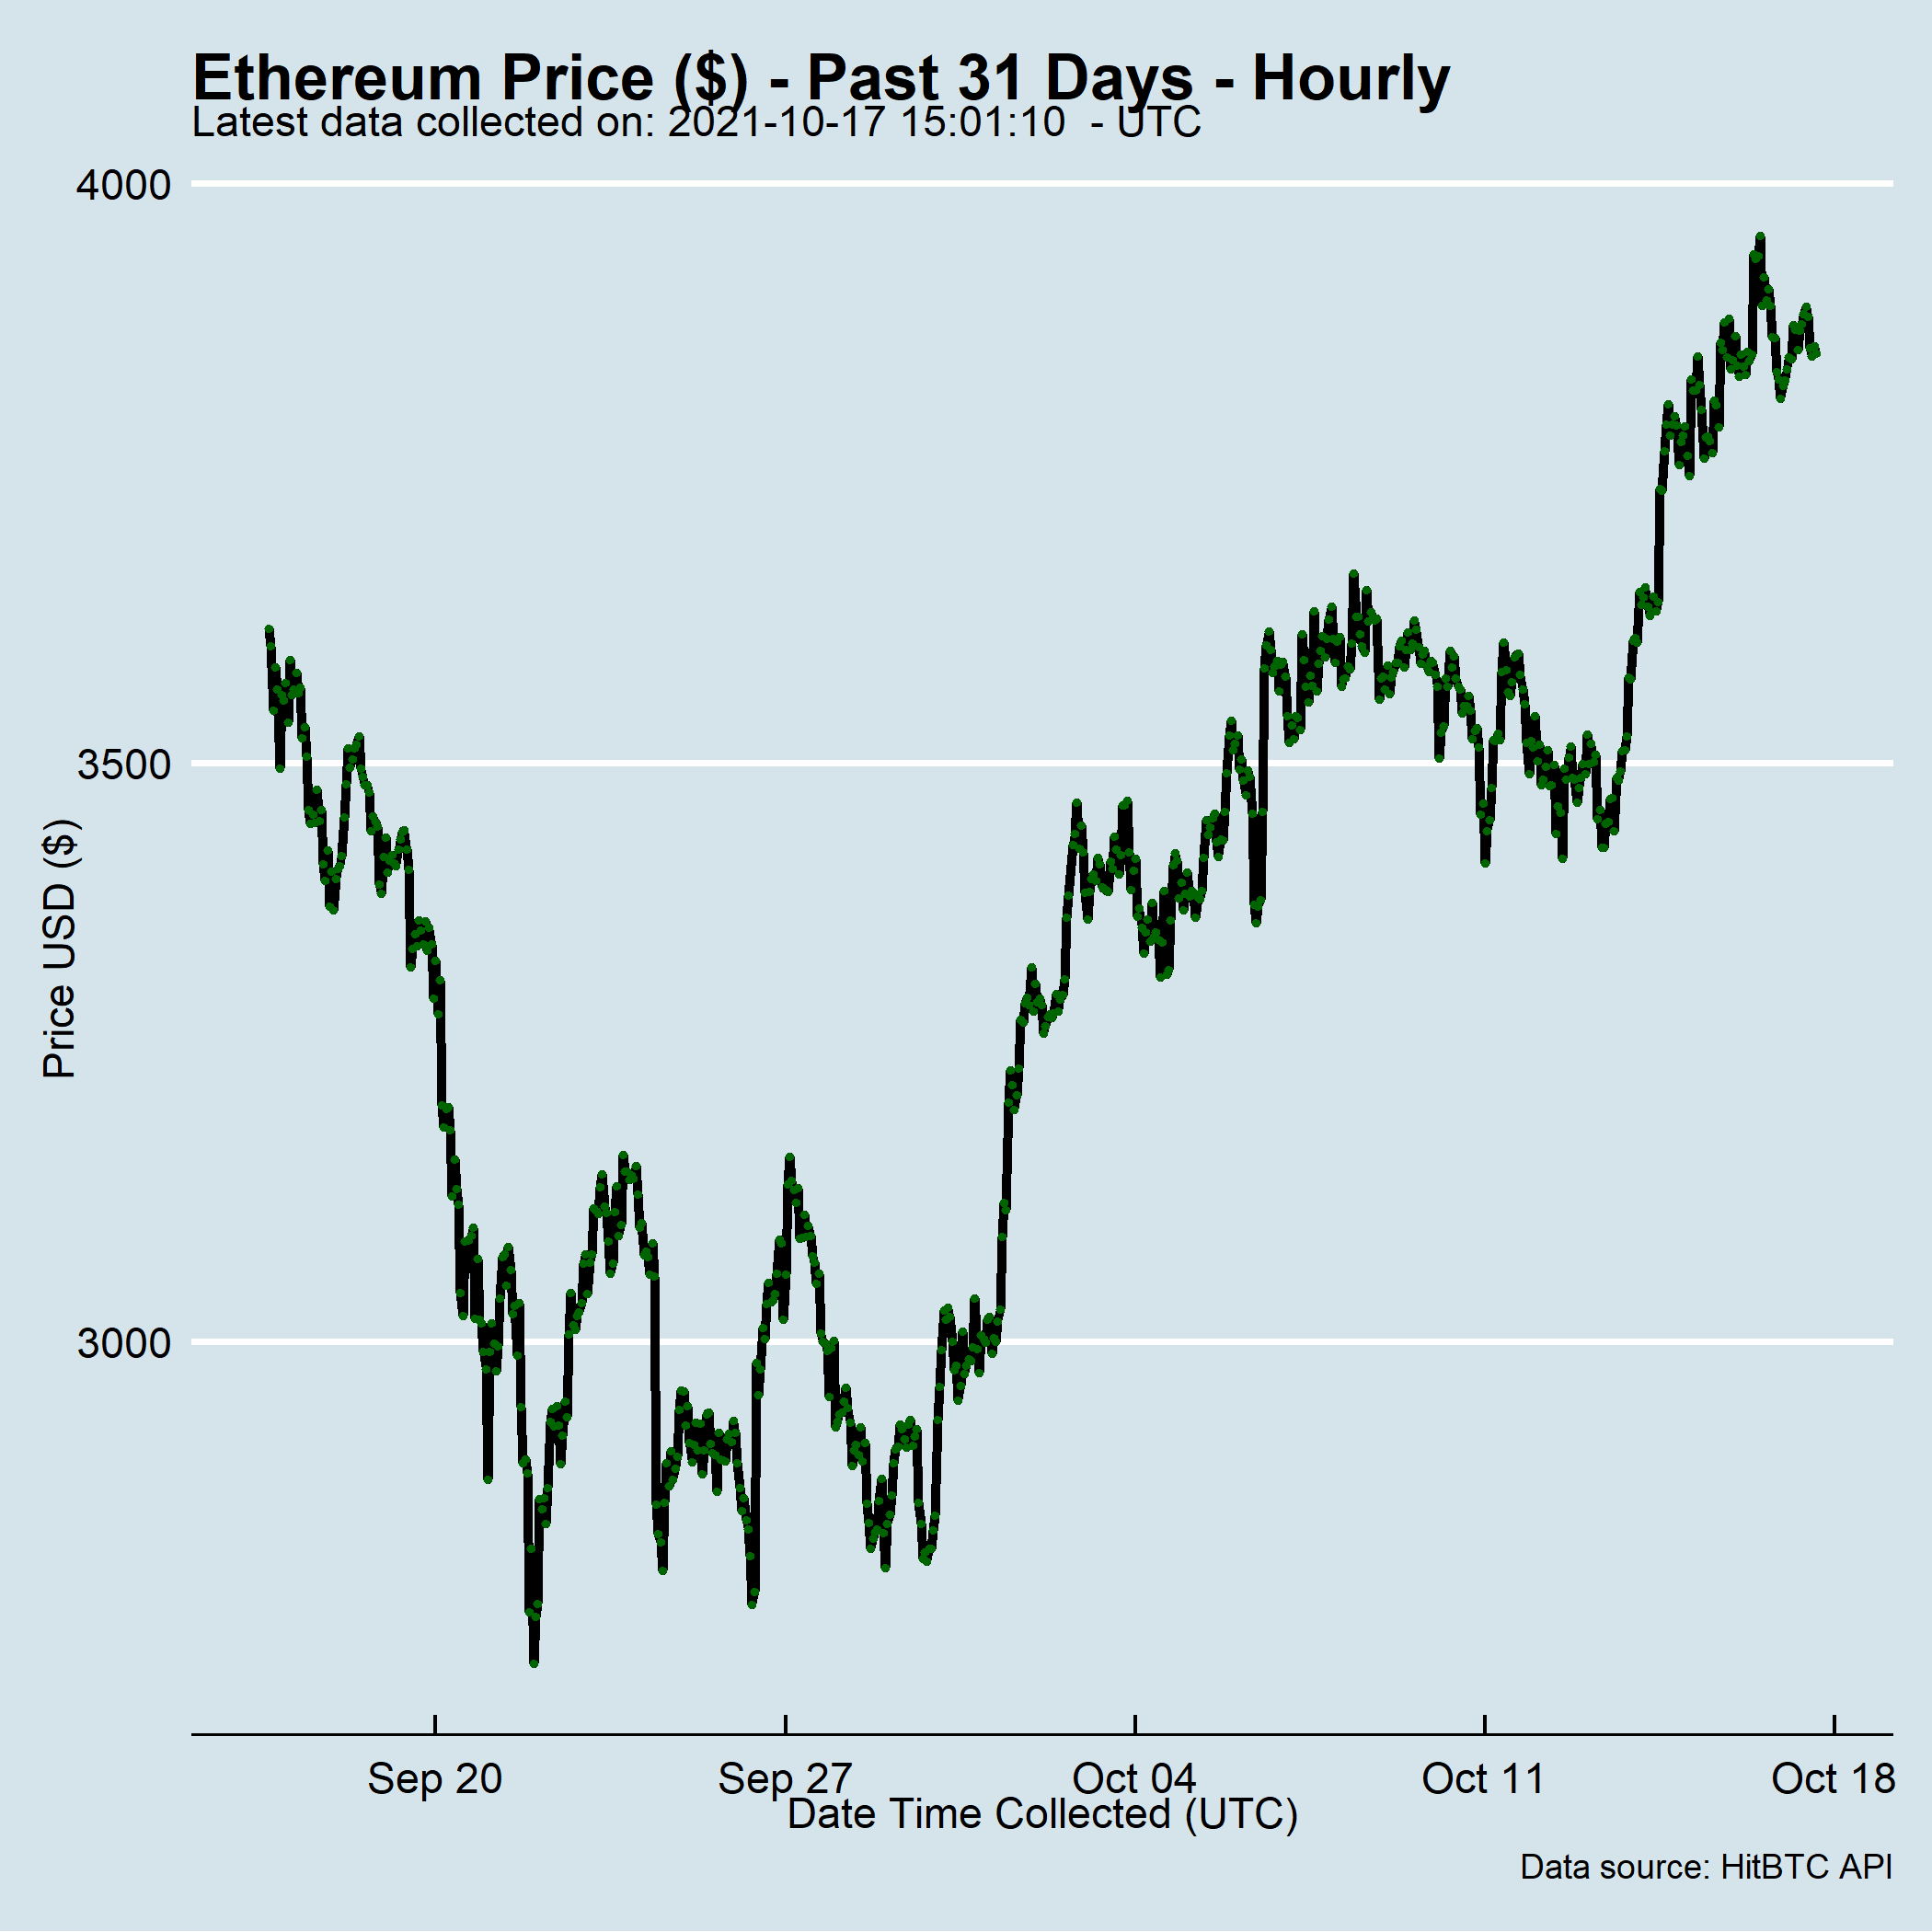 Ethereum Price ($) - Past 31 Days - Hourly
Latest data collected on: 2021-10-17 15:01:10  - UTC
4000
3500
3000
Price USD ($)
Sep 20
Sep 27
Oct 04
Oct 11
Oct 18
Date Time Collected (UTC)
Data source: HitBTC API